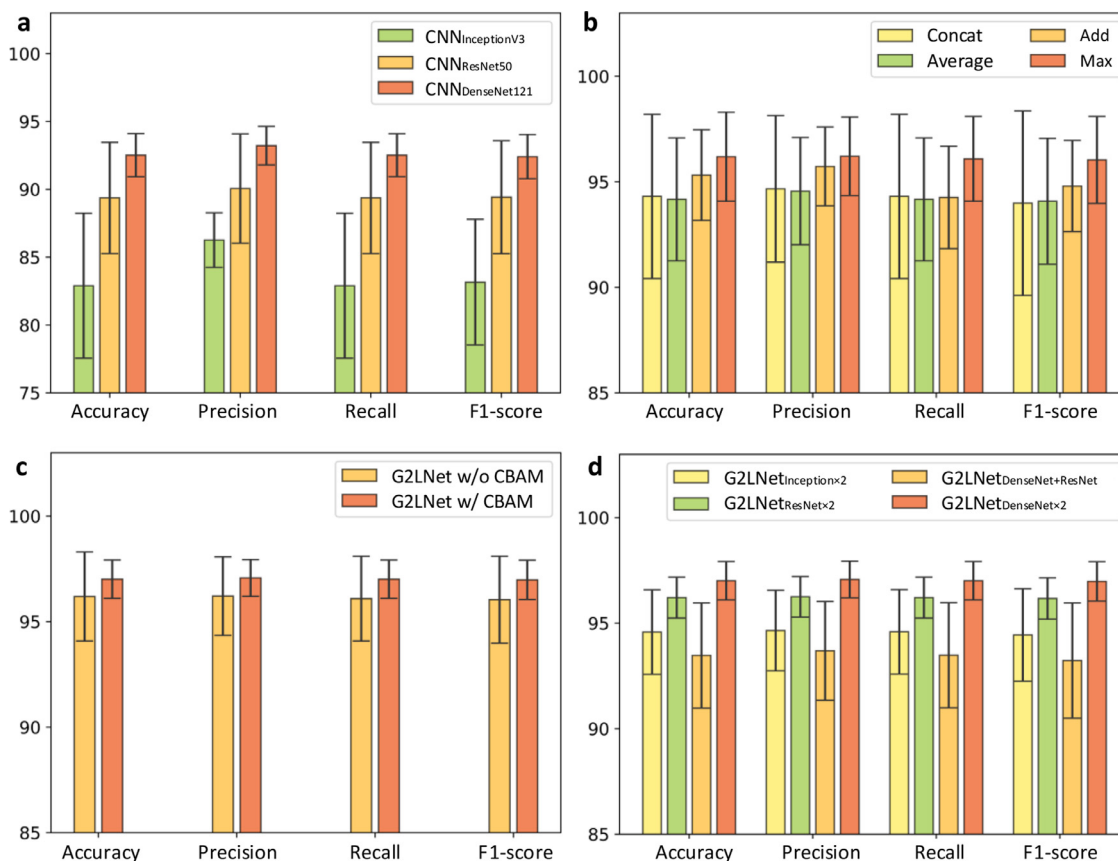 a
CNNInceptionV3
CNNResNet50
CNNDenseNet121
100
95
90
85
80
75
Accuracy Precision Recall F1-score
b
Concat Add
Average Max
100
95
90
85
Accuracy Precision Recall F1-score
c
G2LNet w/o CBAM
G2LNet w/ CBAM
100
95
90
85
Accuracy Precision Recall F1-score
d
G2LNetInception×2 G2LNetDenseNet+ResNet
G2LNetResNet×2 G2LNetDenseNet×2
100
95
90
85
Accuracy Precision Recall F1-score